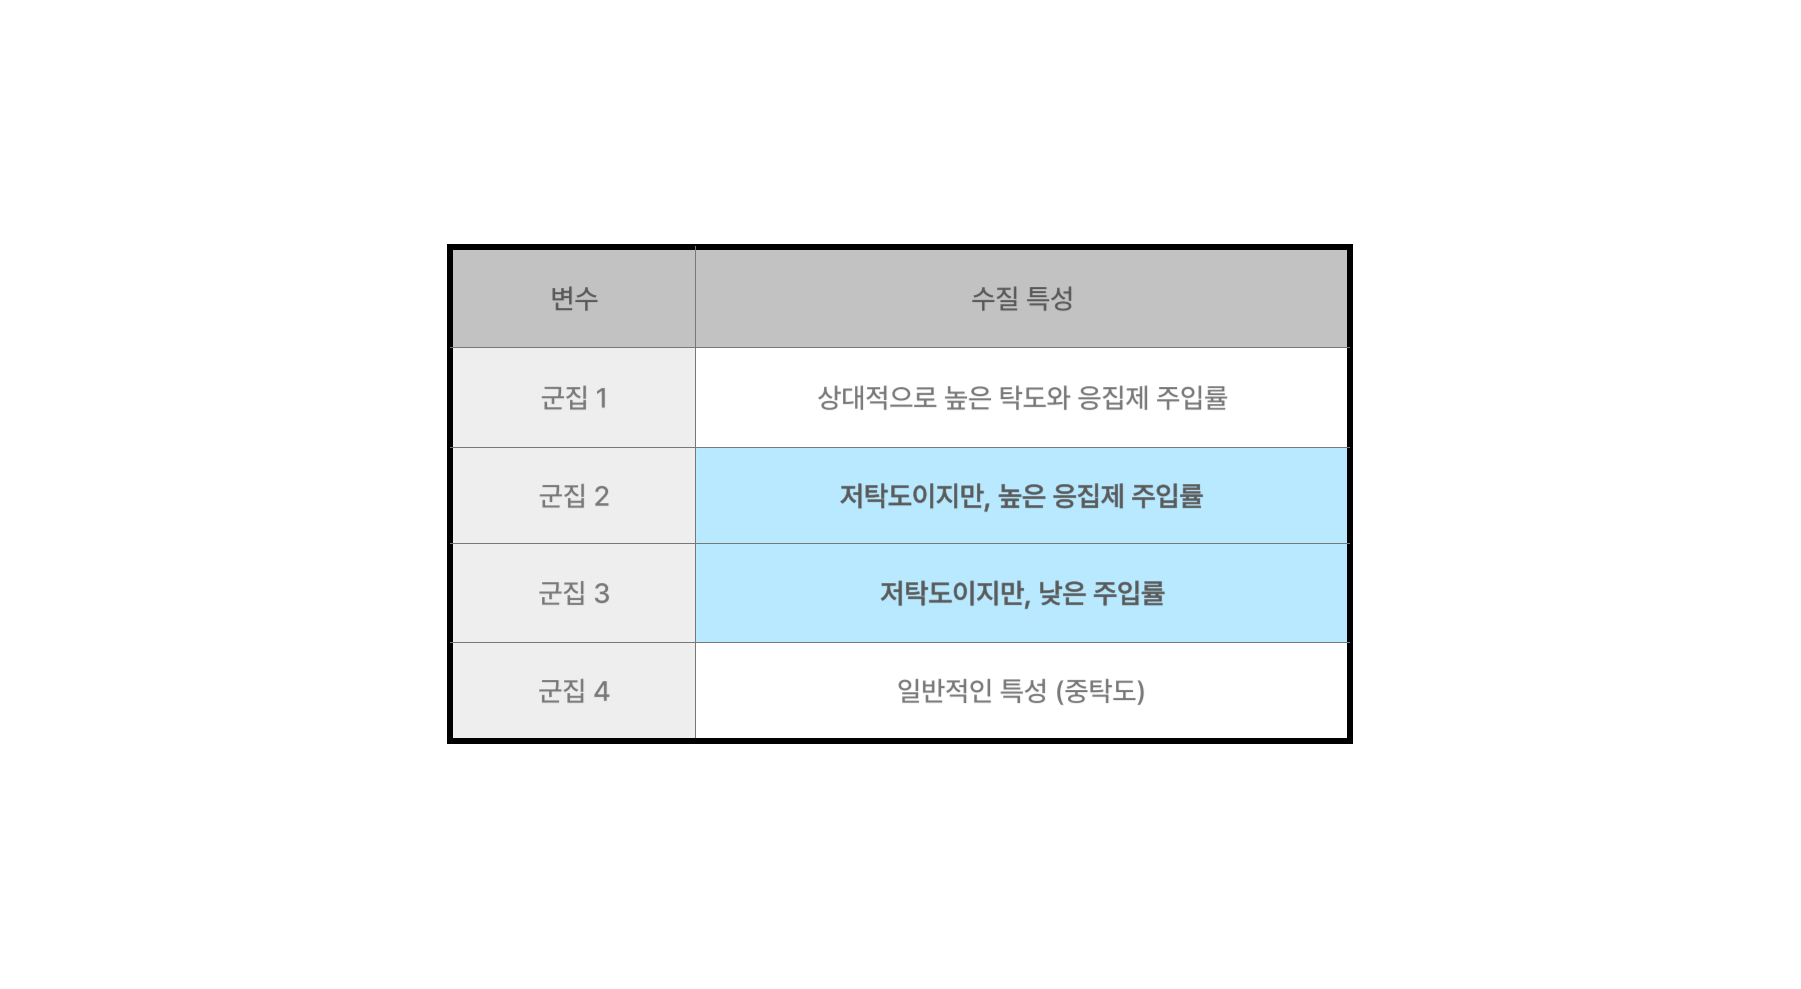 변수 수질 특성
군집 1 상대적으로 높은 탁도와 응집제 주입률
군집 2 저탁도이지만, 높은 응집제 주입률
군집 3 저탁도이지만, 낮은 주입률
군집 4 일반적인 특성 (중탁도)